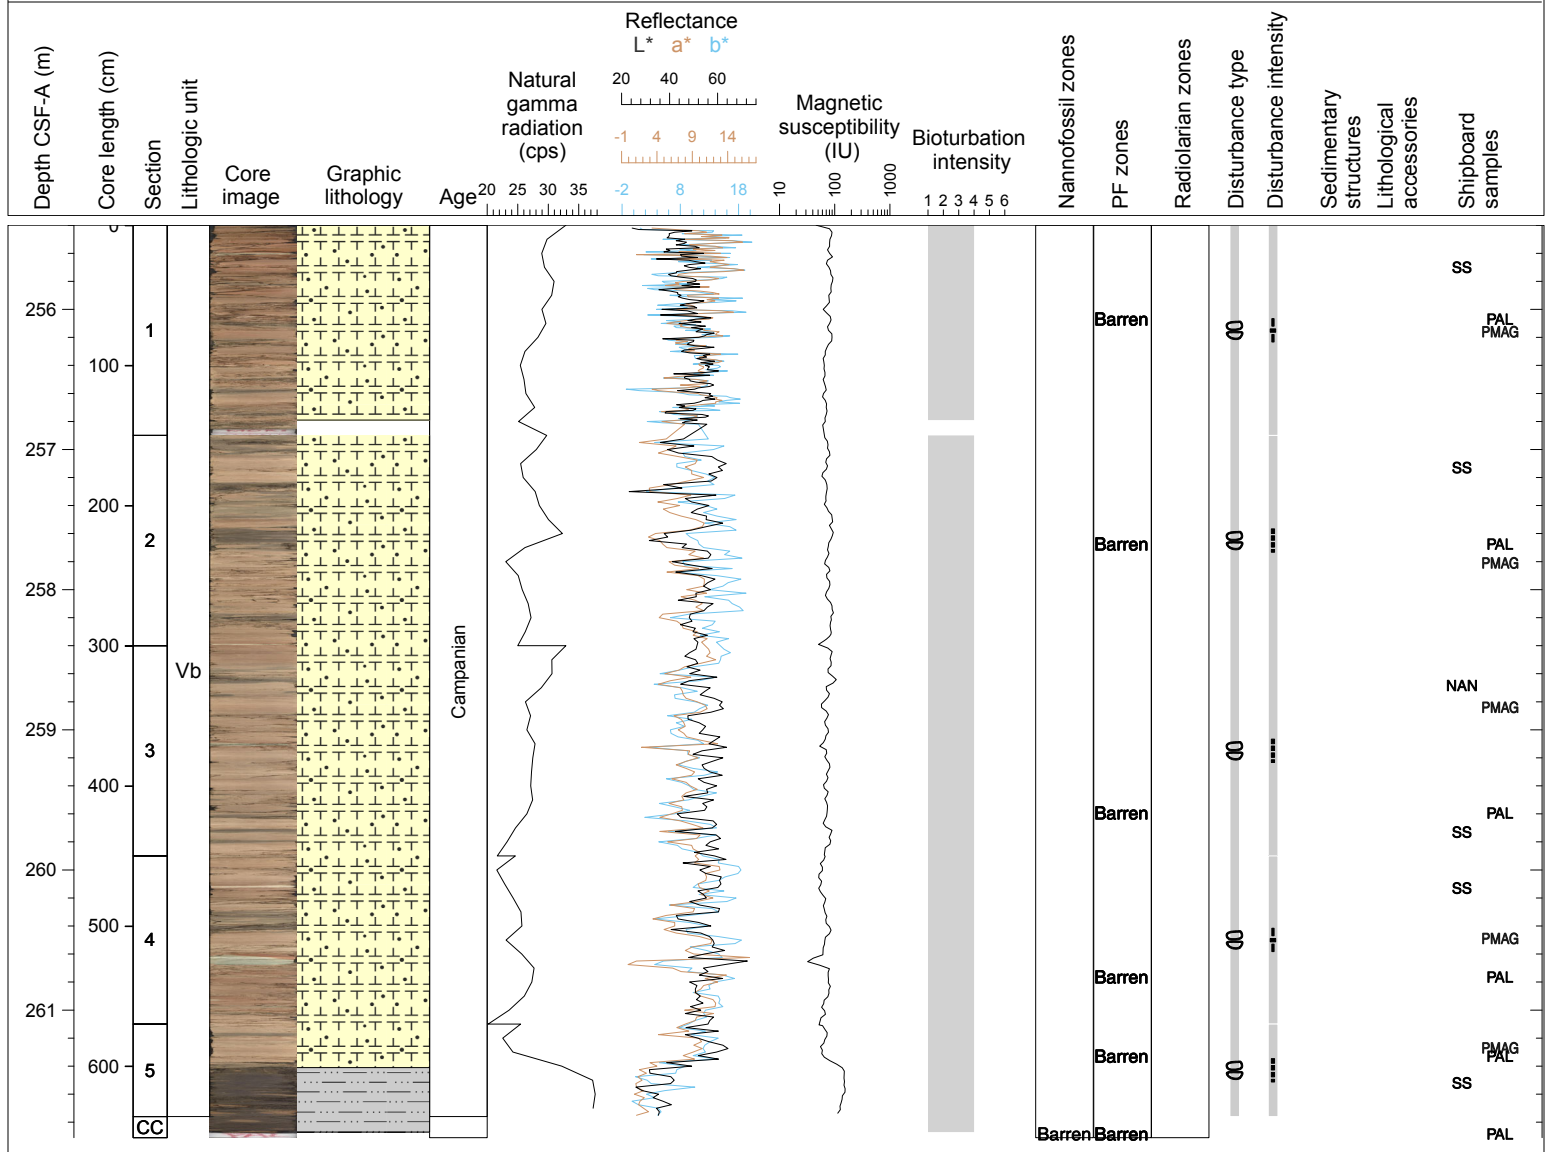 Depth CSF-A (m)
Core length (cm)
Section
Lithologic unit
Core
image
Graphic
lithology
Age
Natural
gamma
radiation
(cps)
20 25 30 35
Reflectance
L* a* b*
20 40 60
-1 4 9 14
-2 8 18
Magnetic
susceptibility
(IU)
10 100 1000
Bioturbation
intensity
1 2 3 4 5 6
Nannofossil zones
PF zones
Radiolarian zones
Disturbance type
Disturbance intensity
Sedimentary
structures
Lithological
accessories
Shipboard
samples
0
SS
256
1
Barren
PAL
PMAG
100
257
SS
200
2
Barren
PAL
PMAG
258
300
Vb
Campanian
NAN
PMAG
259
3
400
Barren
PAL
SS
260
SS
500
4
PMAG
Barren
PAL
261
PMAG
Barren
PAL
600
5
SS
CC
Barren Barren
PAL